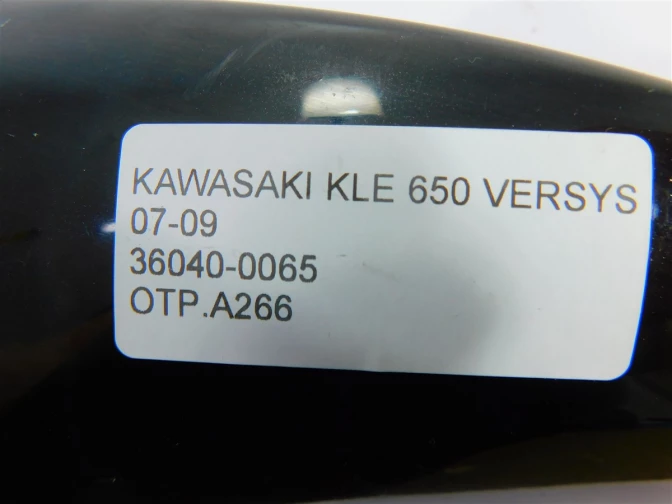 KAWASAKI KLE 650 VERSYS
07-09
36040-0065
OTP.A266